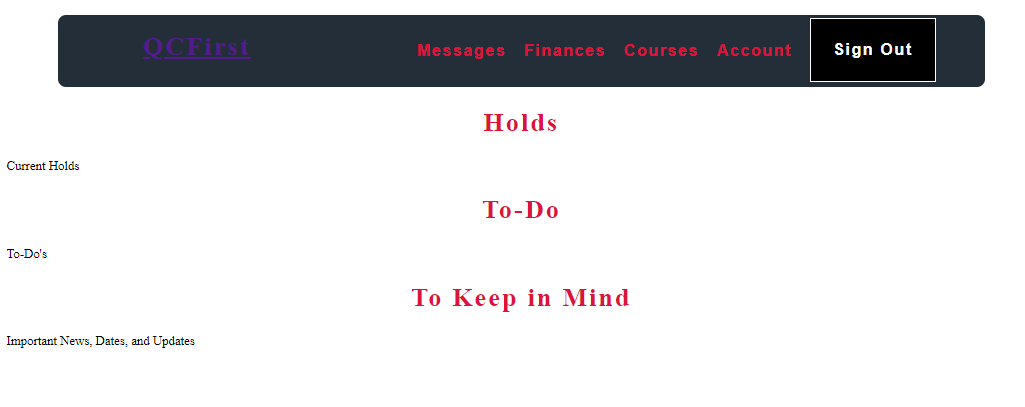 QCFirst Messages Finances Courses Account Sign Out
Holds
Current Holds
To-Do
To-Do's
To Keep in Mind
Important News, Dates, and Updates